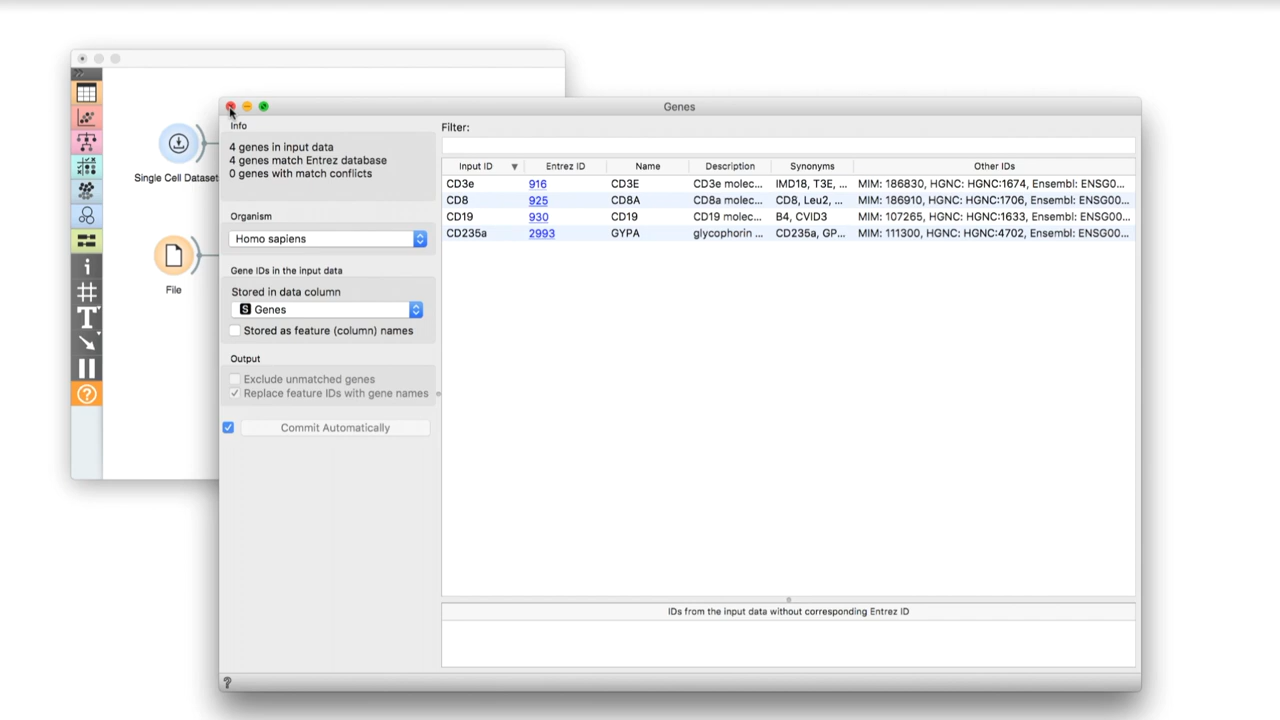 Genes
Single Cell Dataset
File
Info
4 genes in input data
4 genes match Entrez database
0 genes with match conflicts
Organism
Homo sapiens
Gene IDs in the input data
Stored in data column
S Genes
Stored as feature (column) names
Output
Exclude unmatched genes
Replace feature IDs with gene names
Commit Automatically
?
Filter:
Input ID Entrez ID Name Description Synonyms Other IDs
CD3e 916 CD3E CD3e molec... IMD18, T3E, ... MIM: 186830, HGNC: HGNC:1674, Ensembl: ENSG0...
CD8 925 CD8A CD8a molec... CD8, Leu2, ... MIM: 186910, HGNC: HGNC:1706, Ensembl: ENSG00...
CD19 930 CD19 CD19 molec... B4, CVID3 MIM: 107265, HGNC: HGNC:1633, Ensembl: ENSG00...
CD235a 2993 GYPA glycophorin ... CD235a, GP... MIM: 111300, HGNC: HGNC:4702, Ensembl: ENSG00...
IDs from the input data without corresponding Entrez ID